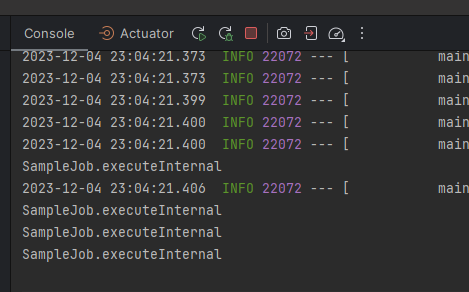 Console Actuator
2023-12-04 23:04:21.373 INFO 22072 --- [ main
2023-12-04 23:04:21.373 INFO 22072 --- [ main
2023-12-04 23:04:21.399 INFO 22072 --- [ main
2023-12-04 23:04:21.400 INFO 22072 --- [ main
2023-12-04 23:04:21.400 INFO 22072 --- [ main
SampleJob.executeInternal
2023-12-04 23:04:21.406 INFO 22072 --- [ main
SampleJob.executeInternal
SampleJob.executeInternal
SampleJob.executeInternal